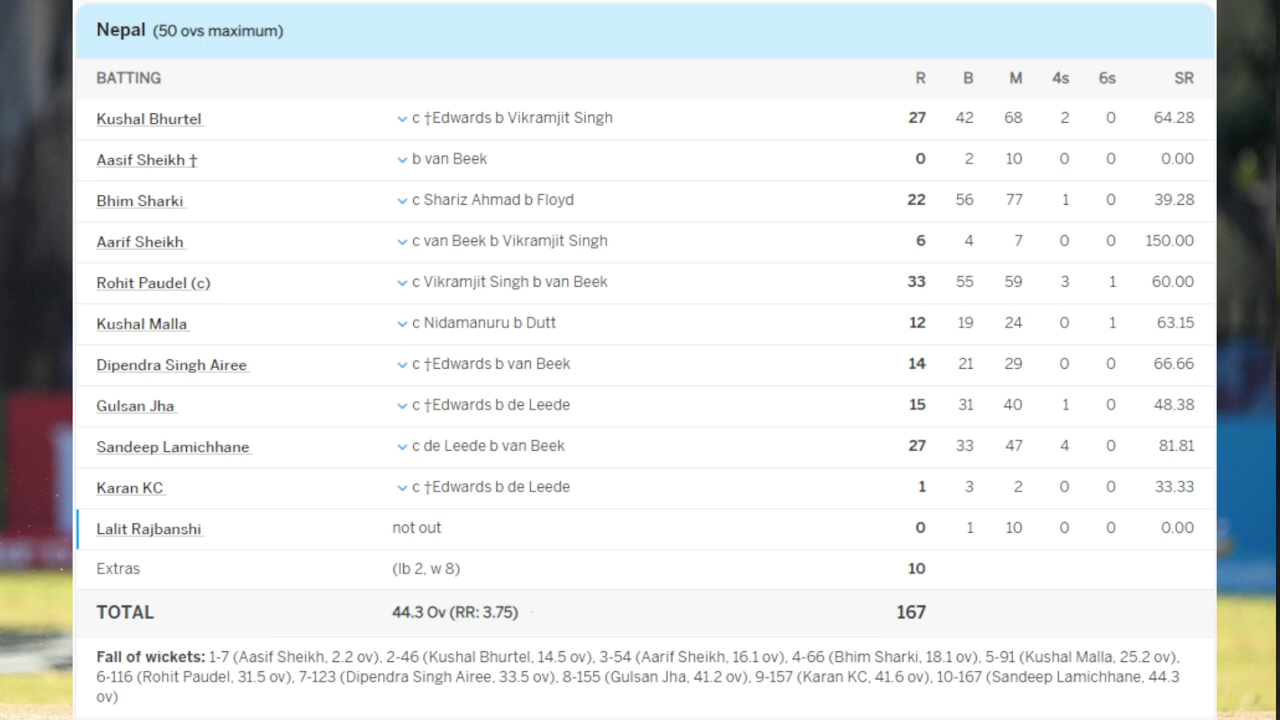 Nepal (50 ovs maximum)
BATTING R B M 4s 6s SR
Kushal Bhurtel c †Edwards b Vikramjit Singh 27 42 68 2 0 64.28
Aasif Sheikh † b van Beek 0 2 10 0 0 0.00
Bhim Sharki c Shariz Ahmad b Floyd 22 56 77 1 0 39.28
Aarif Sheikh c van Beek b Vikramjit Singh 6 4 7 0 0 150.00
Rohit Paudel (c) c Vikramjit Singh b van Beek 33 55 59 3 1 60.00
Kushal Malla c Nidamanuru b Dutt 12 19 24 0 1 63.15
Dipendra Singh Airee c †Edwards b van Beek 14 21 29 0 0 66.66
Gulsan Jha c †Edwards b de Leede 15 31 40 1 0 48.38
Sandeep Lamichhane c de Leede b van Beek 27 33 47 4 0 81.81
Karan KC c †Edwards b de Leede 1 3 2 0 0 33.33
Lalit Rajbanshi not out 0 1 10 0 0 0.00
Extras (lb 2, w 8) 10
TOTAL 44.3 Ov (RR: 3.75) 167
Fall of wickets: 1-7 (Aasif Sheikh, 2.2 ov), 2-46 (Kushal Bhurtel, 14.5 ov), 3-54 (Aarif Sheikh, 16.1 ov), 4-66 (Bhim Sharki, 18.1 ov), 5-91 (Kushal Malla, 25.2 ov),
6-116 (Rohit Paudel, 31.5 ov), 7-123 (Dipendra Singh Airee, 33.5 ov), 8-155 (Gulsan Jha, 41.2 ov), 9-157 (Karan KC, 41.6 ov), 10-167 (Sandeep Lamichhane, 44.3
ov)